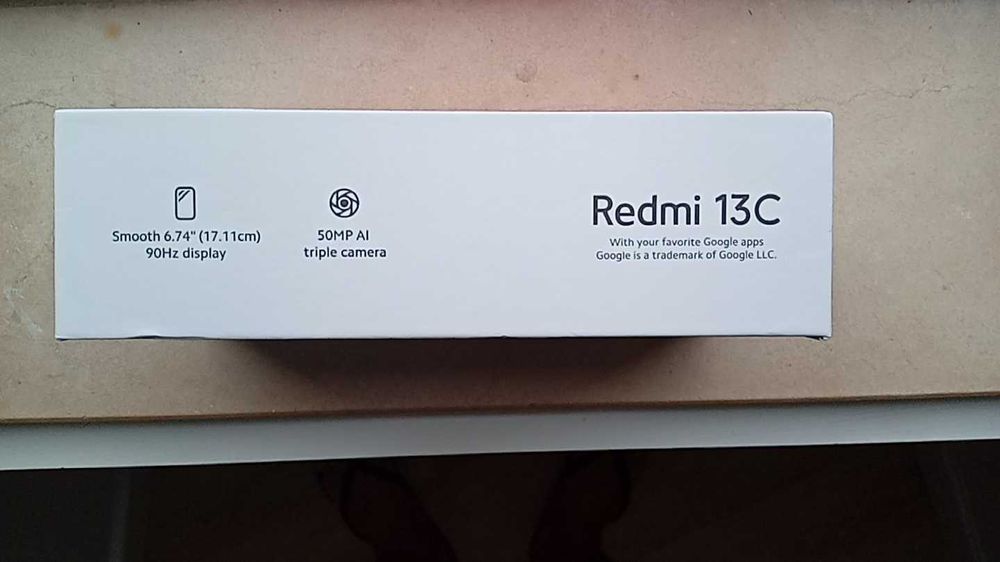 Smooth 6.74" (17.11cm)
90Hz display
50MP AI
triple camera
Redmi 13C
With your favorite Google apps
Google is a trademark of Google LLC.